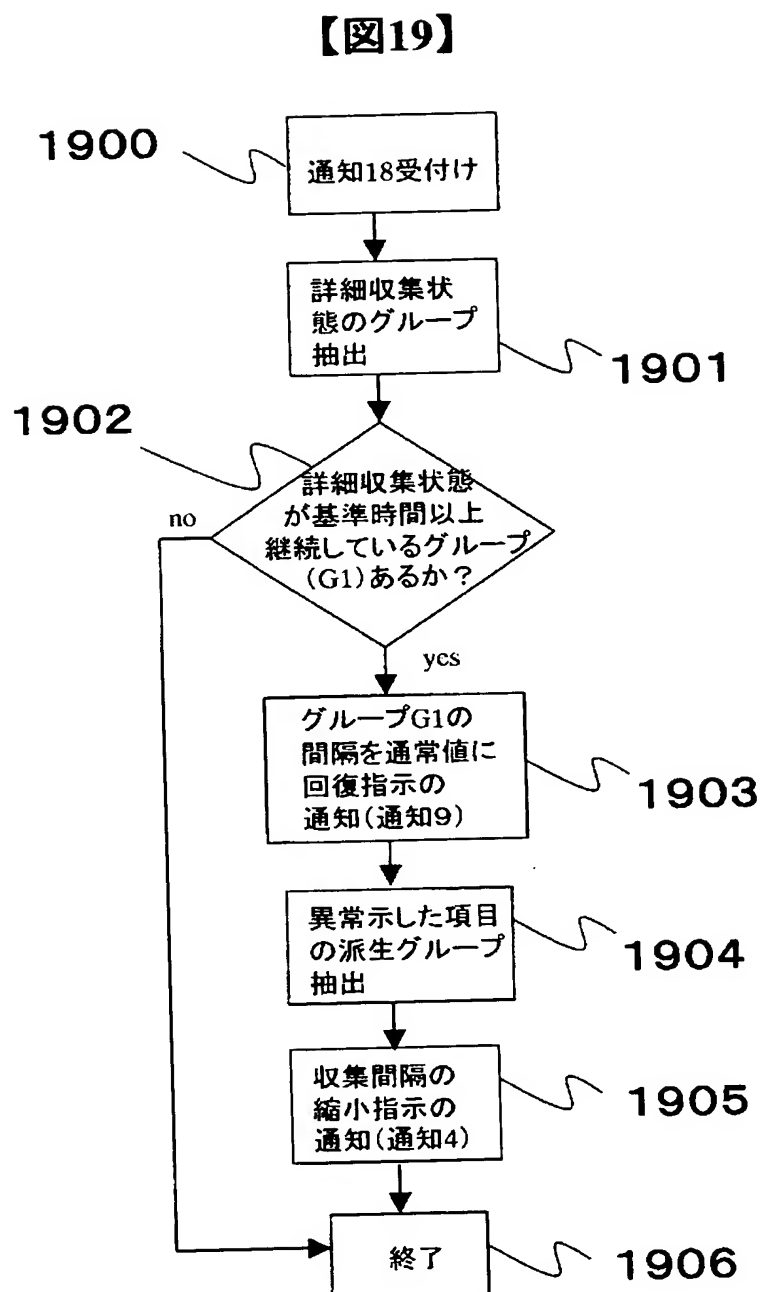 【図19】
1900
通知18受付け
詳細収集状
態のグループ
抽出
1901
1902
詳細収集状態
が基準時間以上
継続しているグループ
(G1)あるか？
no
yes
グループG1の
間隔を通常値に
回復指示の
通知(通知9)
1903
異常示した項目
の派生グループ
抽出
1904
収集間隔の
縮小指示の
通知(通知4)
1905
終了
1906